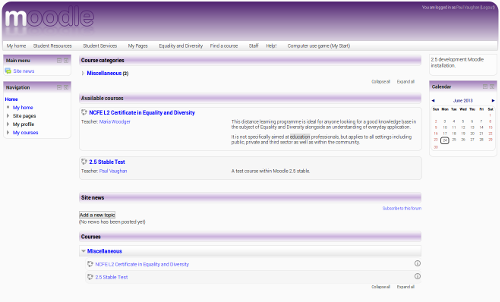 You are logged in as Paul Vaughan (Logout)
moodle
My home Student Resources Student Services My Pages Equality and Diversity Find a course Staff Help! Computer use game (My Start)
Main menu
Site news
Navigation
Home
My home
Site pages
My profile
My courses
Course categories
Miscellaneous (2)
Collapse all Expand all
Available courses
NCFE L2 Certificate in Equality and Diversity
Teacher: Maria Woodger
This distance learning programme is ideal for anyone looking for a good knowledge base in
the subject of Equality and Diversity alongside an understanding of everyday application.
It is not specifically aimed at education professionals, but applies to all settings including
public, private and third sector as well as within the community.
2.5 Stable Test
Teacher: Paul Vaughan
A test course within Moodle 2.5 stable.
Site news
Subscribe to this forum
Add a new topic
(No news has been posted yet)
Courses
Miscellaneous
NCFE L2 Certificate in Equality and Diversity
2.5 Stable Test
Collapse all Expand all
2.5 development Moodle
installation.
Calendar
June 2013
Sun Mon Tue Wed Thu Fri Sat
1
2 3 4 5 6 7 8
9 10 11 12 13 14 15
16 17 18 19 20 21 22
23 24 25 26 27 28 29
30